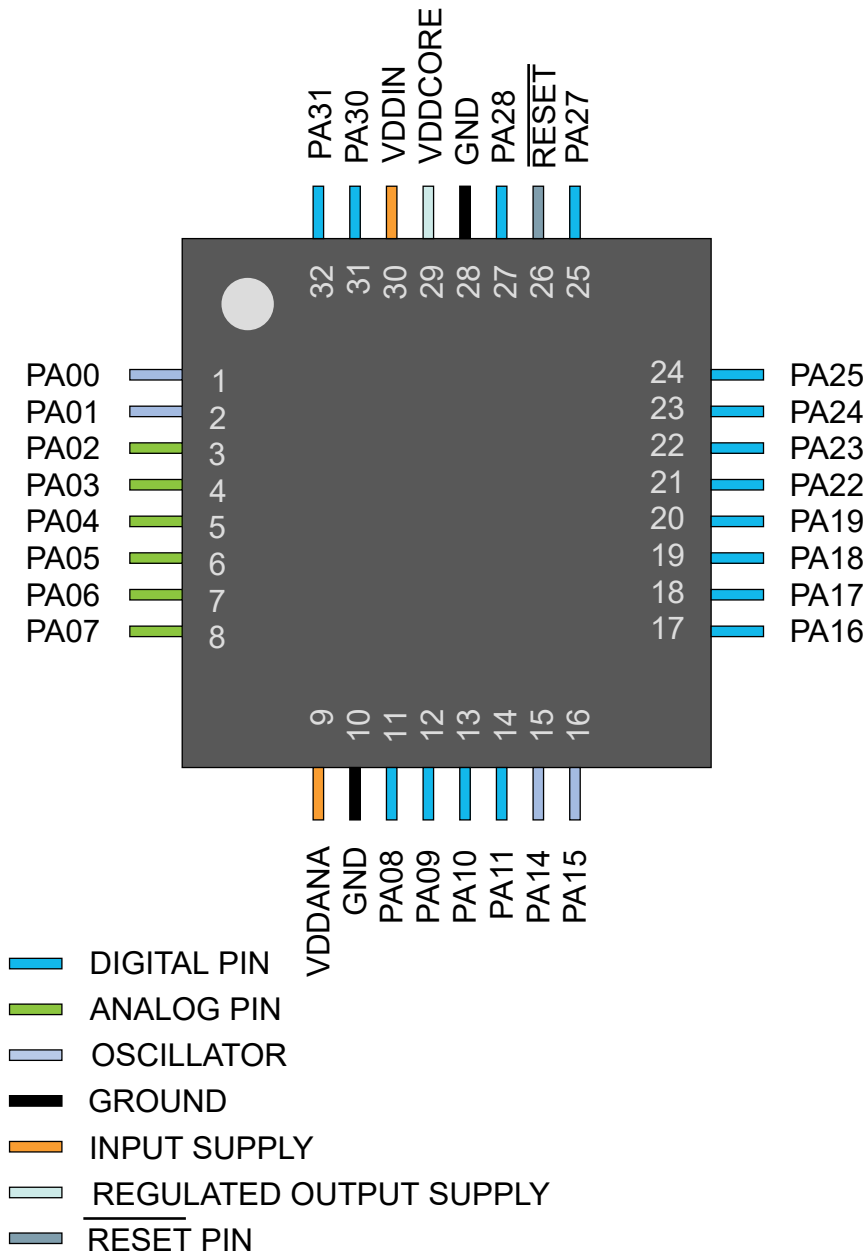 PA31
PA30
VDDIN
VDDCORE
GND
PA28
RESET
PA27
32
31
30
29
28
27
26
25
PA00
1
PA01
2
PA02
3
PA03
4
PA04
5
PA05
6
PA06
7
PA07
8
24
PA25
23
PA24
22
PA23
21
PA22
20
PA19
19
PA18
18
PA17
17
PA16
9
10
11
12
13
14
15
16
VDDANA
GND
PA08
PA09
PA10
PA11
PA14
PA15
DIGITAL PIN
ANALOG PIN
OSCILLATOR
GROUND
INPUT SUPPLY
REGULATED OUTPUT SUPPLY
RESET PIN